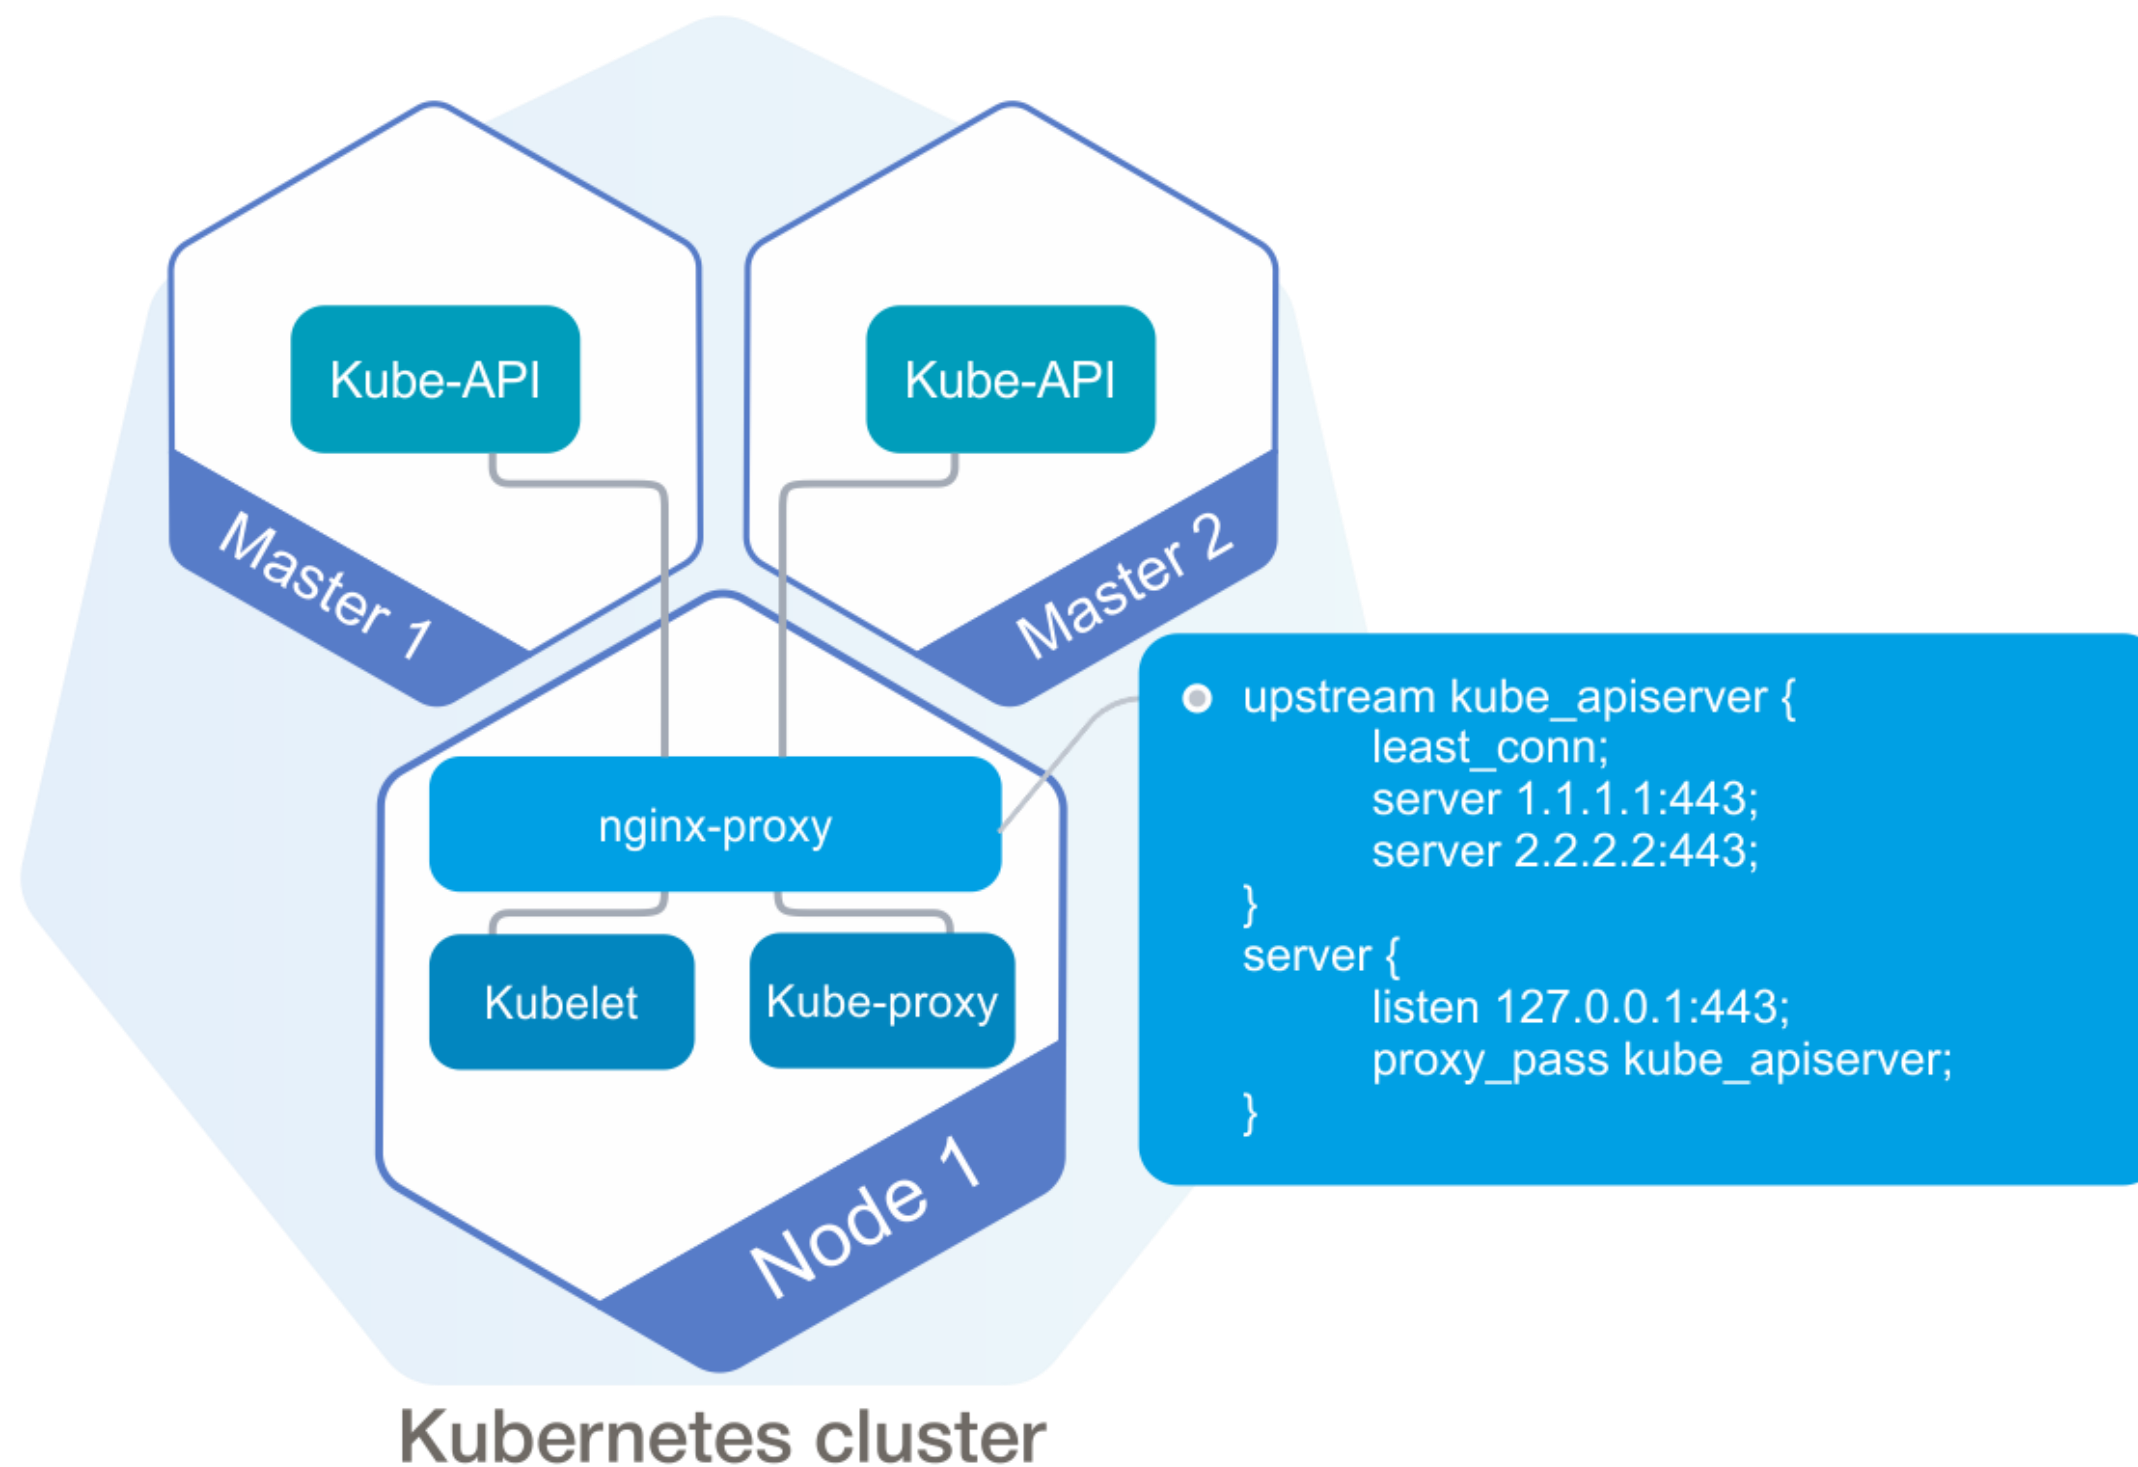 Kube-API
Kube-API
Master 1
Master 2
nginx-proxy
Kubelet
Kube-proxy
Node 1
upstream kube_apiserver {
least_conn;
server 1.1.1.1:443;
server 2.2.2.2:443;
}
server {
listen 127.0.0.1:443;
proxy_pass kube_apiserver;
}
Kubernetes cluster